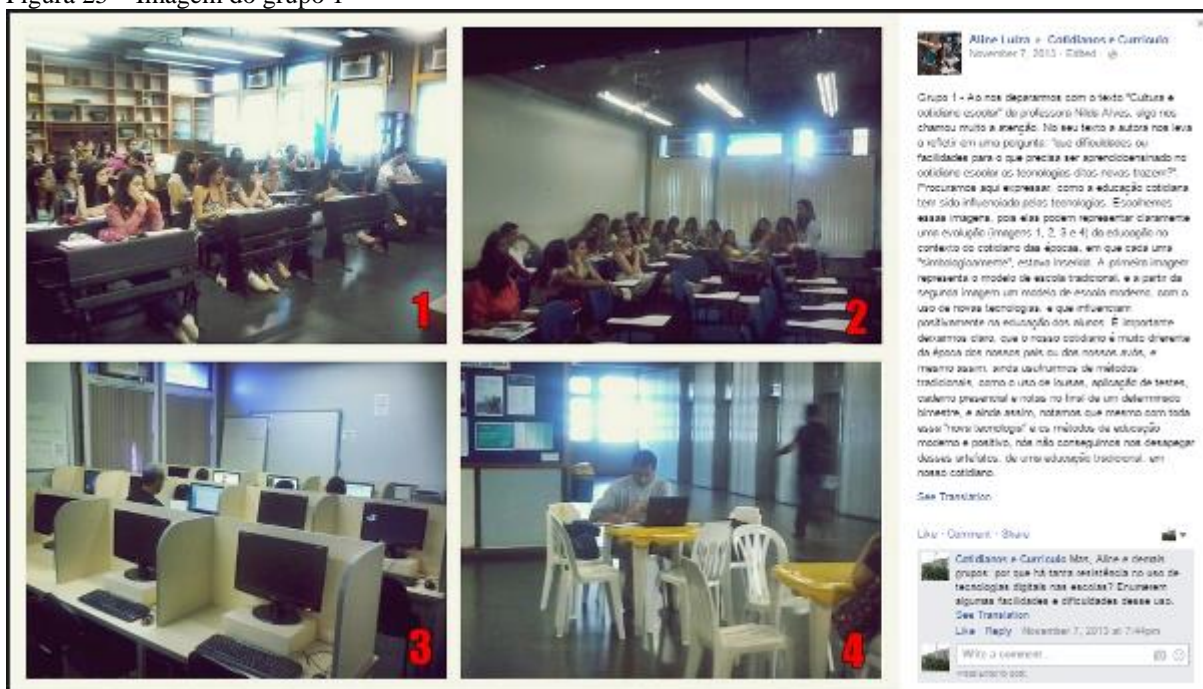 Figura 25 – Imagem do grupo 1
1
2
3
4
Aline Luiza ▸ Cotidianos e Currículo
November 7, 2013 · Edited ·
Grupo 1 - Ao nos depararmos com o texto "Cultura e
cotidiano escolar" da professora Nilda Alves, algo nos
chamou muito a atenção. No seu texto a autora nos leva
a refletir em uma pergunta: "que dificuldades ou
facilidades para o que precisa ser aprendidoensinado no
cotidiano escolar as tecnologias ditas novas trazem?".
Procuramos aqui expressar, como a educação cotidiana
tem sido influenciada pelas tecnologias. Escolhemos
essas imagens, pois elas podem representar claramente
uma evolução (imagens 1, 2, 3 e 4) da educação no
contexto do cotidiano das épocas, em que cada uma
estava inserida. A primeira imagem
representa o modelo de escola tradicional, e a partir da
segunda imagem um modelo de escola moderno, com o
uso de novas tecnologias, e que influenciam
positivamente na educação dos alunos. É importante
deixarmos claro, que o nosso cotidiano é muito diferente
da época dos nossos pais ou dos nossos avós, e
mesmo assim, ainda usufruímos de métodos
tradicionais, como o uso de lousas, aplicação de testes,
caderno presencial e notas no final de um determinado
bimestre, e ainda assim, notamos que mesmo com toda
essa "nova tecnologia" e os métodos de educação
moderno e positivo, nós não conseguimos nos desapegar
desses artefatos, de uma educação tradicional, em
nosso cotidiano.
See Translation
Like · Comment · Share
Cotidianos e Currículo Mas, Aline e demais
grupos: por que há tanta resistência no uso de
tecnologias digitais nas escolas? Enumerem
algumas facilidades e dificuldades desse uso.
See Translation
Like · Reply · November 7, 2013 at 7:44pm
Write a comment...